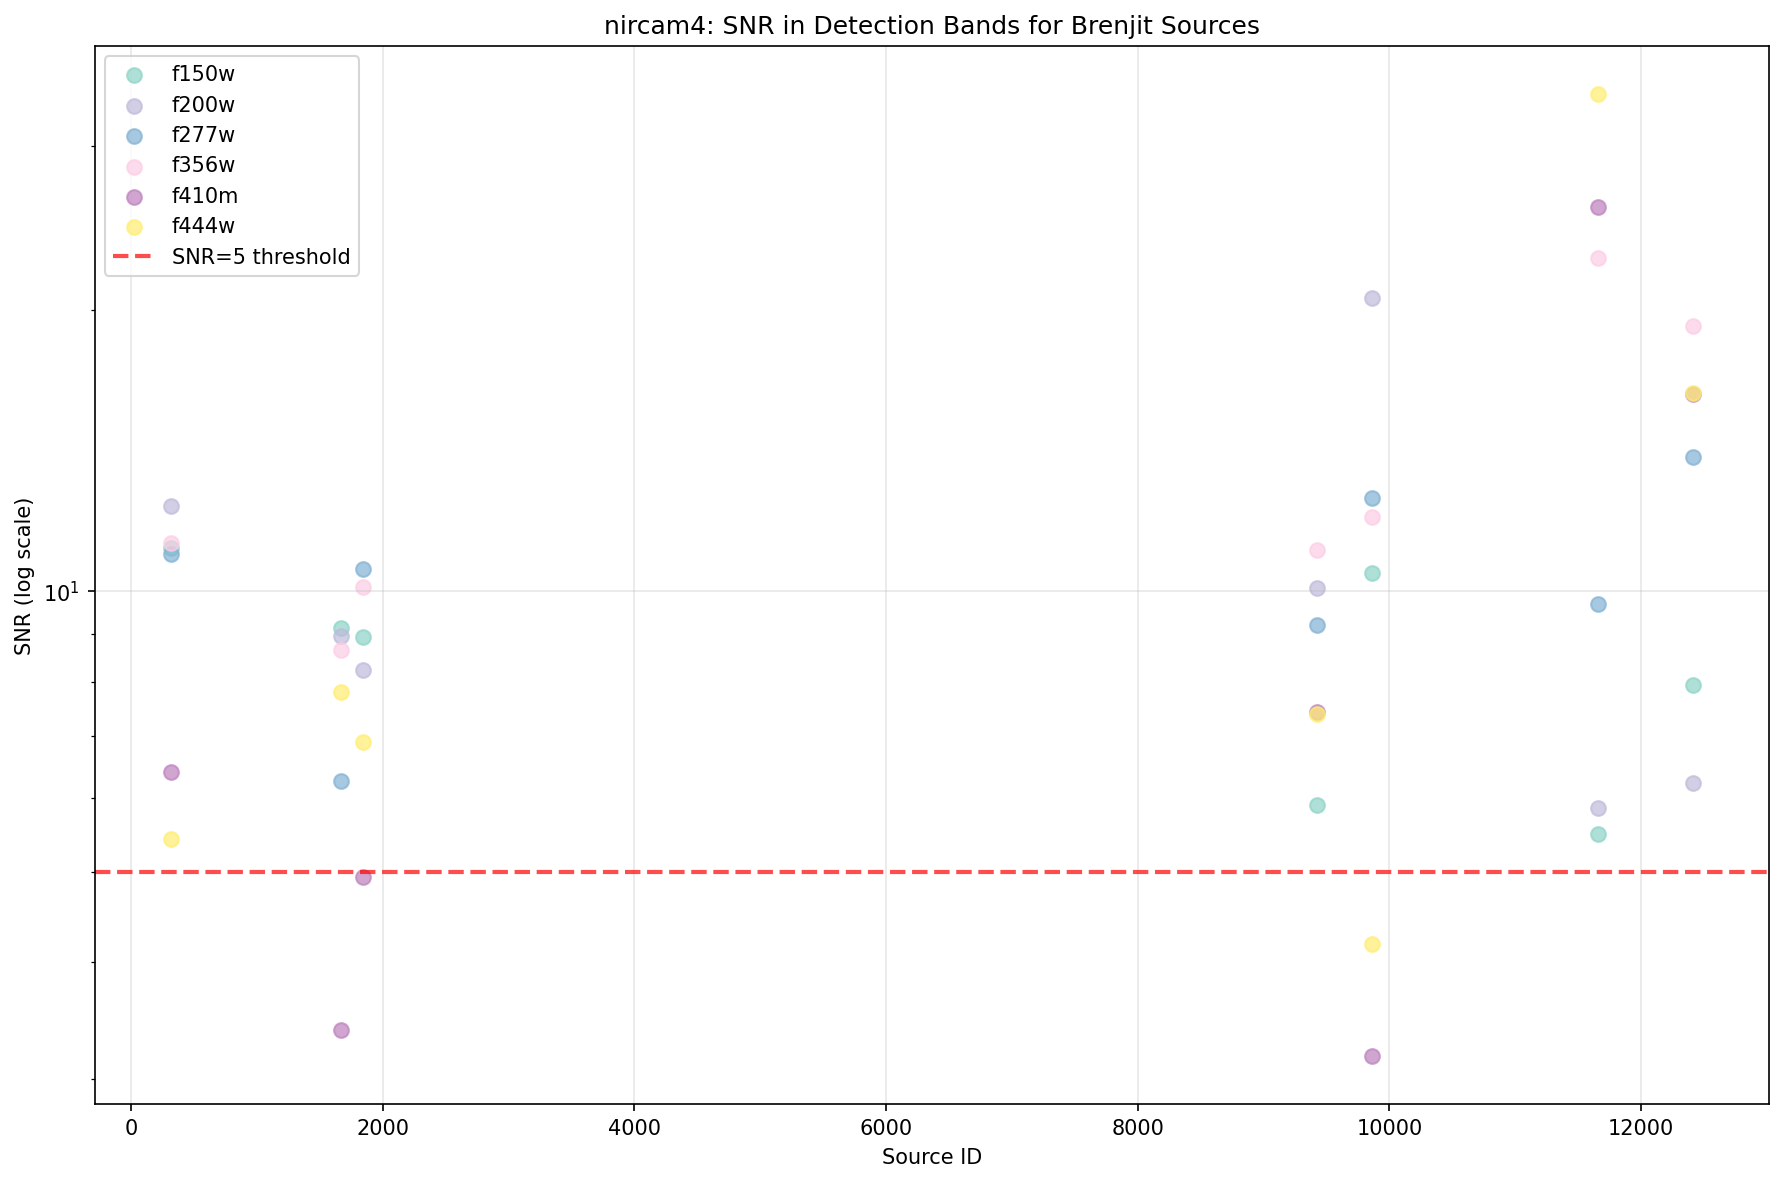 nircam4: SNR in Detection Bands for Brenjit Sources
f150w
f200w
f277w
f356w
f410m
f444w
SNR=5 threshold
SNR (log scale)
10¹
0 2000 4000 6000 8000 10000 12000
Source ID